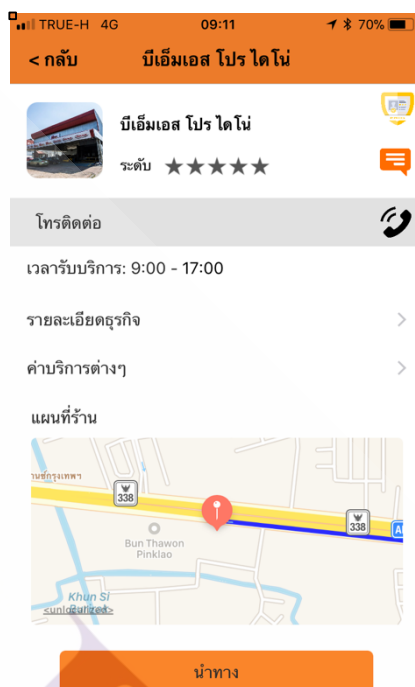 TRUE-H 4G 09:11 70%
< กลับ บีเอ็มเอส โปร ไดโน่
บีเอ็มเอส โปร ไดโน่
ระดับ ★★★★★
โทรติดต่อ
เวลารับบริการ: 9:00 - 17:00
รายละเอียดธุรกิจ
ค่าบริการต่างๆ
แผนที่ร้าน
338
338
Bun Thawon
Pinklao
Khun Si
<unlocalized>
นำทาง